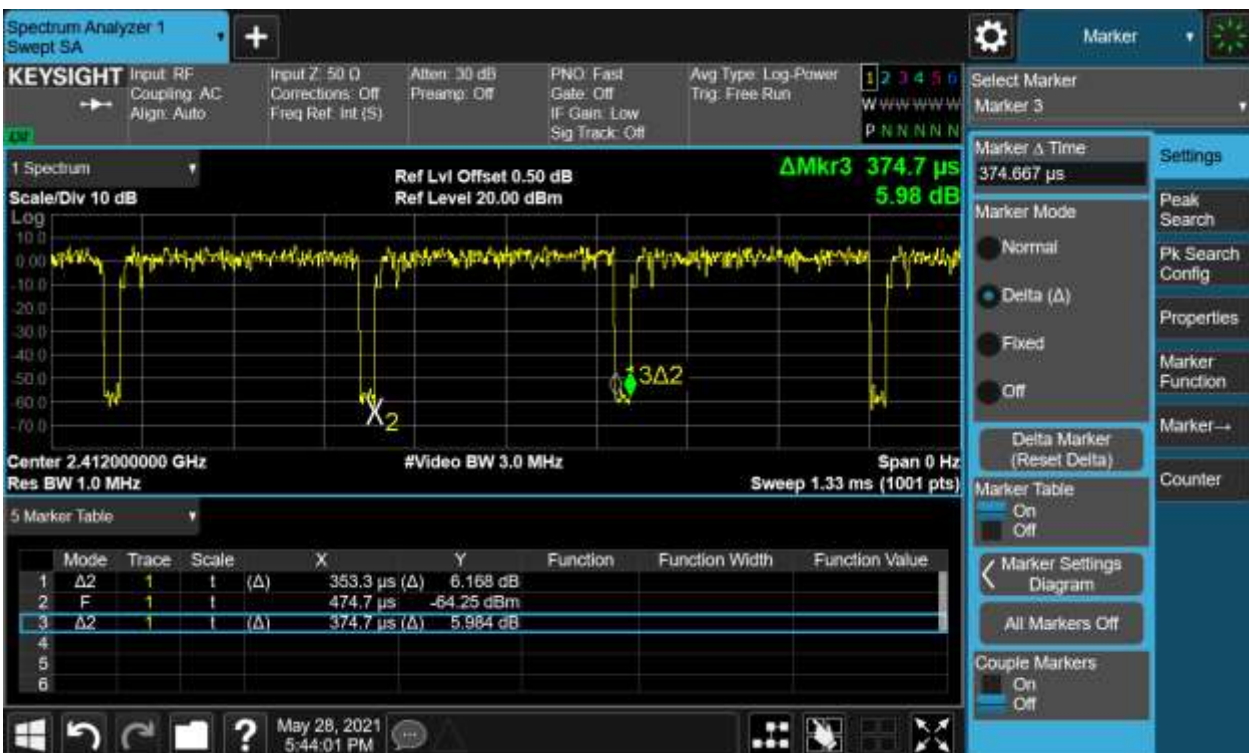 Spectrum Analyzer 1
Swept SA
Marker
KEYSIGHT
Input: RF
Coupling: AC
Align: Auto
Input Z: 50 Ω
Corrections: Off
Freq Ref: Int (S)
Atten: 30 dB
Preamp: Off
PNO: Fast
Gate: Off
IF Gain: Low
Sig Track: Off
Avg Type: Log-Power
Trig: Free Run
1 2 3 4 5 6
W W W W W W
P N N N N N
Select Marker
Marker 3
1 Spectrum
Scale/Div 10 dB
Ref Lvl Offset 0.50 dB
Ref Level 20.00 dBm
ΔMkr3 374.7 µs
5.98 dB
Log
10.0
0.00
-10.0
-20.0
-30.0
-40.0
-50.0
-60.0
-70.0
3Δ2
X2
Center 2.412000000 GHz
Res BW 1.0 MHz
#Video BW 3.0 MHz
Span 0 Hz
Sweep 1.33 ms (1001 pts)
5 Marker Table
Mode Trace Scale X Y Function Function Width Function Value
1 Δ2 1 t (Δ) 353.3 µs (Δ) 6.168 dB
2 F 1 t 474.7 µs -64.25 dBm
3 Δ2 1 t (Δ) 374.7 µs (Δ) 5.984 dB
4
5
6
Marker Δ Time
374.667 µs
Marker Mode
Normal
Delta (Δ)
Fixed
Off
Delta Marker
(Reset Delta)
Marker Table
On
Off
Marker Settings
Diagram
All Markers Off
Couple Markers
On
Off
Settings
Peak
Search
Pk Search
Config
Properties
Marker
Function
Marker→
Counter
?
May 28, 2021
5:44:01 PM